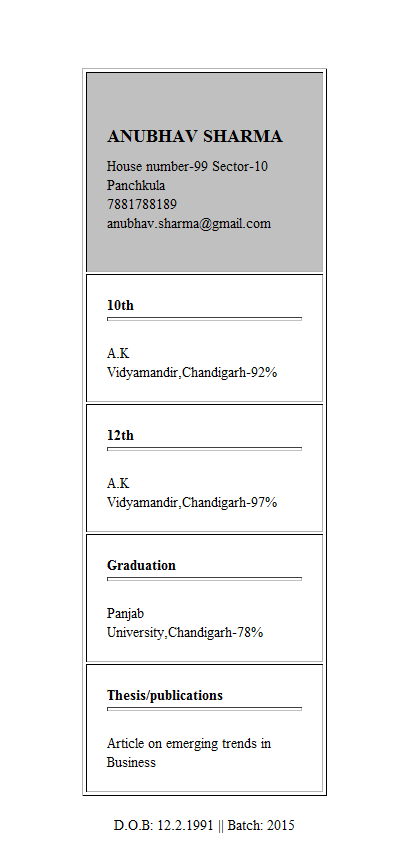 ANUBHAV SHARMA
House number-99 Sector-10
Panchkula
7881788189
anubhav.sharma@gmail.com
10th
A.K
Vidyamandir,Chandigarh-92%
12th
A.K
Vidyamandir,Chandigarh-97%
Graduation
Panjab
University,Chandigarh-78%
Thesis/publications
Article on emerging trends in
Business
D.O.B: 12.2.1991 || Batch: 2015